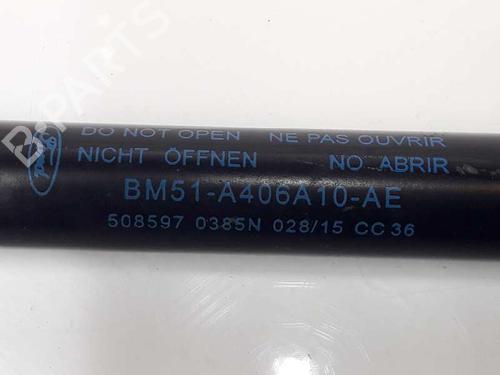 DO NOT OPEN NE PAS OUVRIR
NICHT ÖFFNEN NO ABRIR
BM51-A406A10-AE
508597 0385N 028/15 CC 36